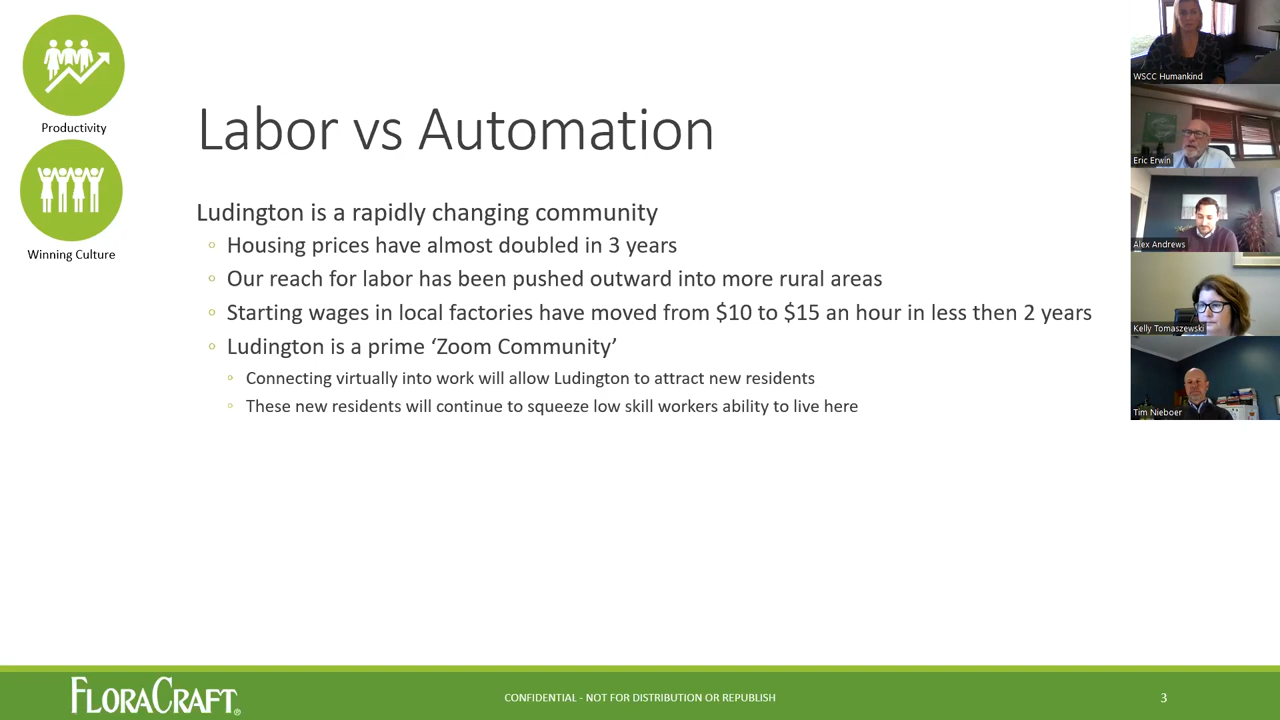 Productivity
Winning Culture
Labor vs Automation
Ludington is a rapidly changing community
Housing prices have almost doubled in 3 years
Our reach for labor has been pushed outward into more rural areas
Starting wages in local factories have moved from $10 to $15 an hour in less then 2 years
Ludington is a prime ‘Zoom Community’
Connecting virtually into work will allow Ludington to attract new residents
These new residents will continue to squeeze low skill workers ability to live here
WSCC Humankind
Eric Erwin
Alex Andrews
Kelly Tomaszewski
Tim Nieboer
FLORACRAFT®
CONFIDENTIAL - NOT FOR DISTRIBUTION OR REPUBLISH
3